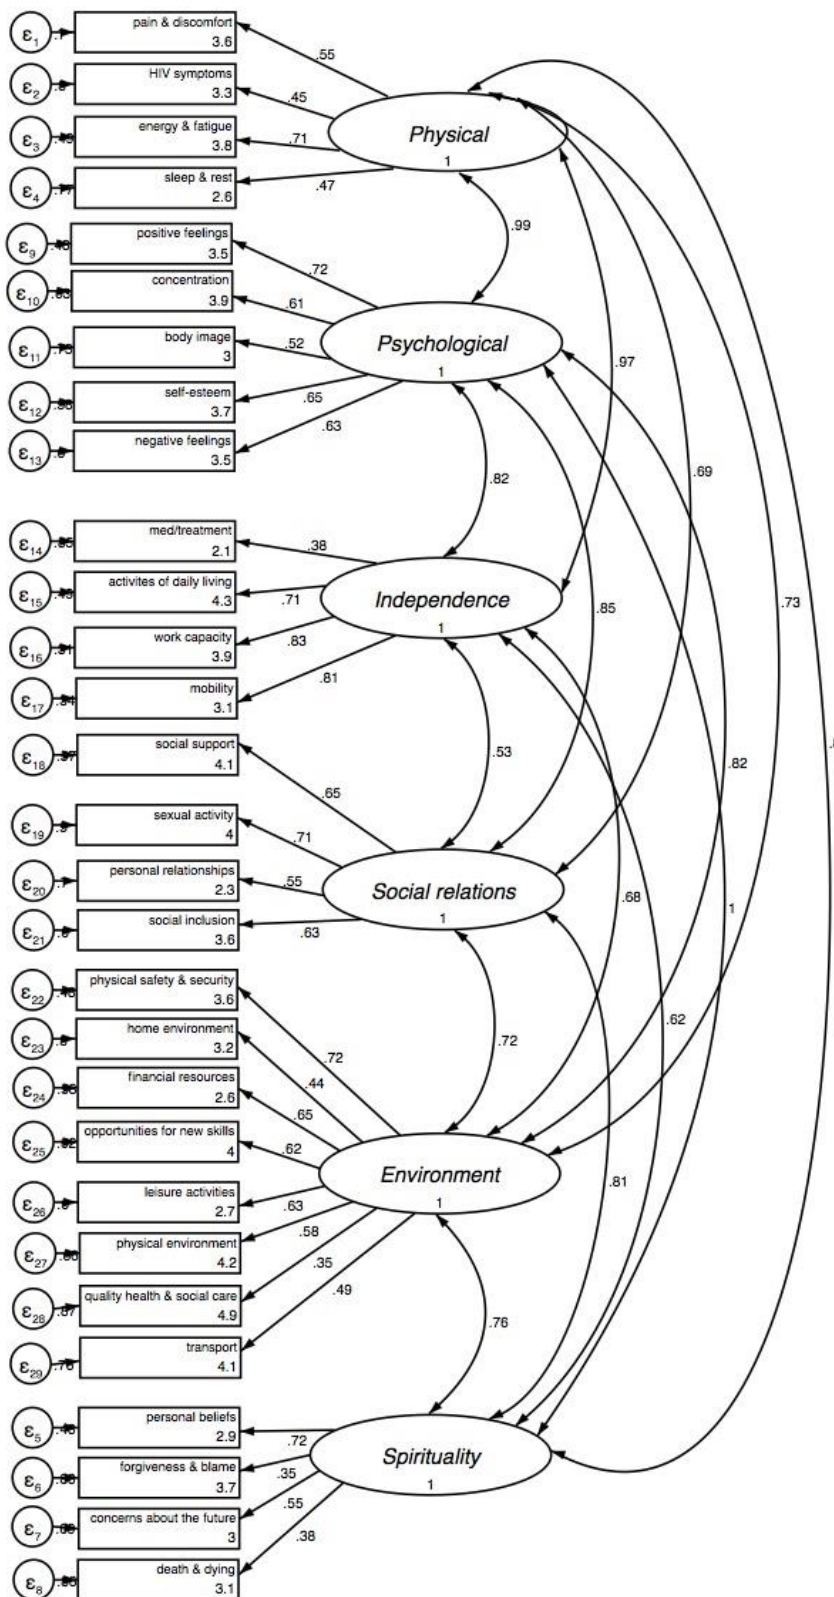 pain & discomfort
ε1
3.6
.55
HIV symptoms
ε2
3.3
.45
energy & fatigue
ε3
3.8
.71
Physical
1
sleep & rest
ε4
2.6
.47
.99
positive feelings
ε9
3.5
.72
concentration
ε10
3.9
.61
body image
ε11
3
.52
Psychological
1
.97
self-esteem
ε12
3.7
.65
negative feelings
ε13
3.5
.63
.82
.69
med/treatment
ε14
2.1
.38
activites of daily living
ε15
4.3
.71
Independence
1
.85
.73
work capacity
ε16
3.9
.83
mobility
ε17
3.1
.81
social support
ε18
4.1
.65
.53
.82
sexual activity
ε19
4
.71
personal relationships
ε20
2.3
.55
Social relations
1
.68
1
social inclusion
ε21
3.6
.63
physical safety & security
ε22
3.6
.72
home environment
ε23
3.2
.44
.72
.62
financial resources
ε24
2.6
.65
opportunities for new skills
ε25
4
.62
Environment
1
.81
leisure activities
ε26
2.7
.63
physical environment
ε27
4.2
.58
quality health & social care
ε28
4.9
.35
transport
ε29
4.1
.49
.76
personal beliefs
ε5
2.9
.72
forgiveness & blame
ε6
3.7
.35
Spirituality
1
concerns about the future
ε7
3
.55
death & dying
ε8
3.1
.38